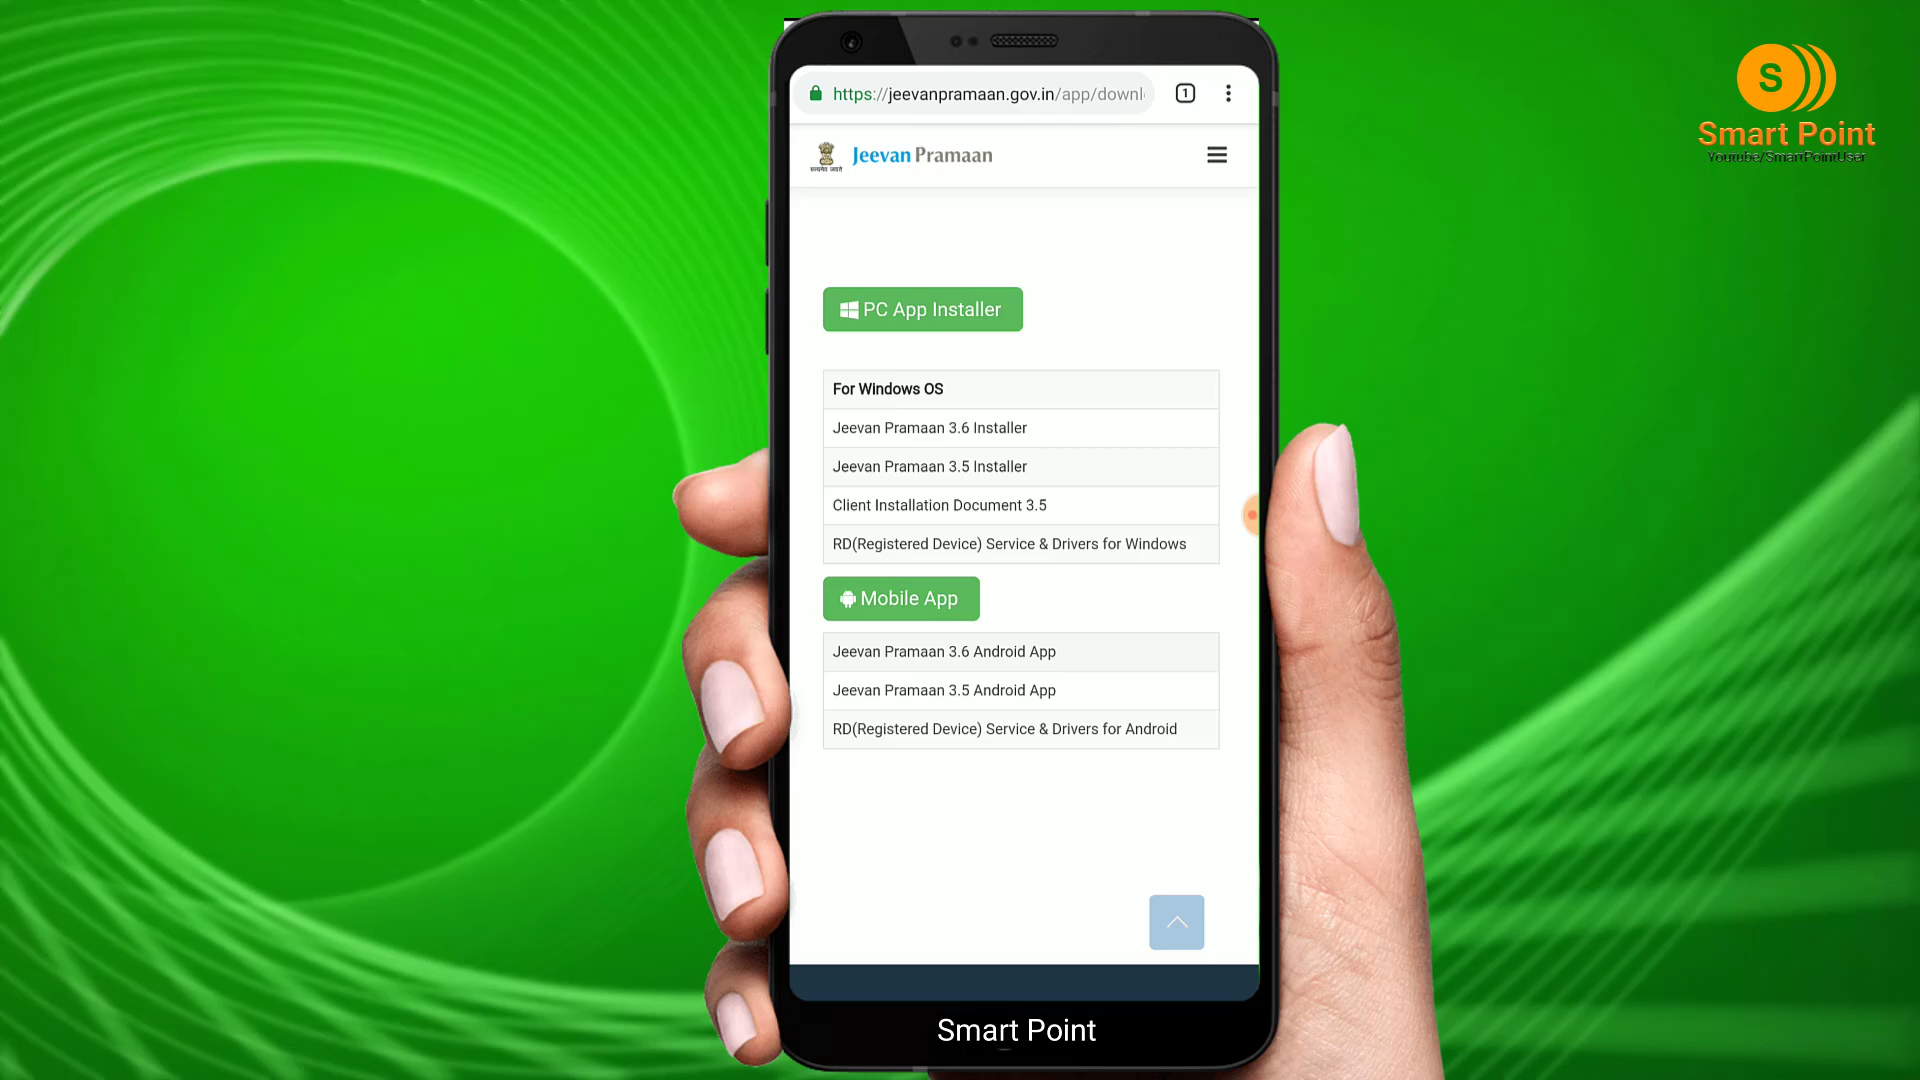 https://jeevanpramaan.gov.in/app/downl
1
सत्यमेव जयते
Jeevan Pramaan
PC App Installer
For Windows OS
Jeevan Pramaan 3.6 Installer
Jeevan Pramaan 3.5 Installer
Client Installation Document 3.5
RD(Registered Device) Service & Drivers for Windows
Mobile App
Jeevan Pramaan 3.6 Android App
Jeevan Pramaan 3.5 Android App
RD(Registered Device) Service & Drivers for Android
Smart Point
S
Smart Point
Youtube/SmartPointUser